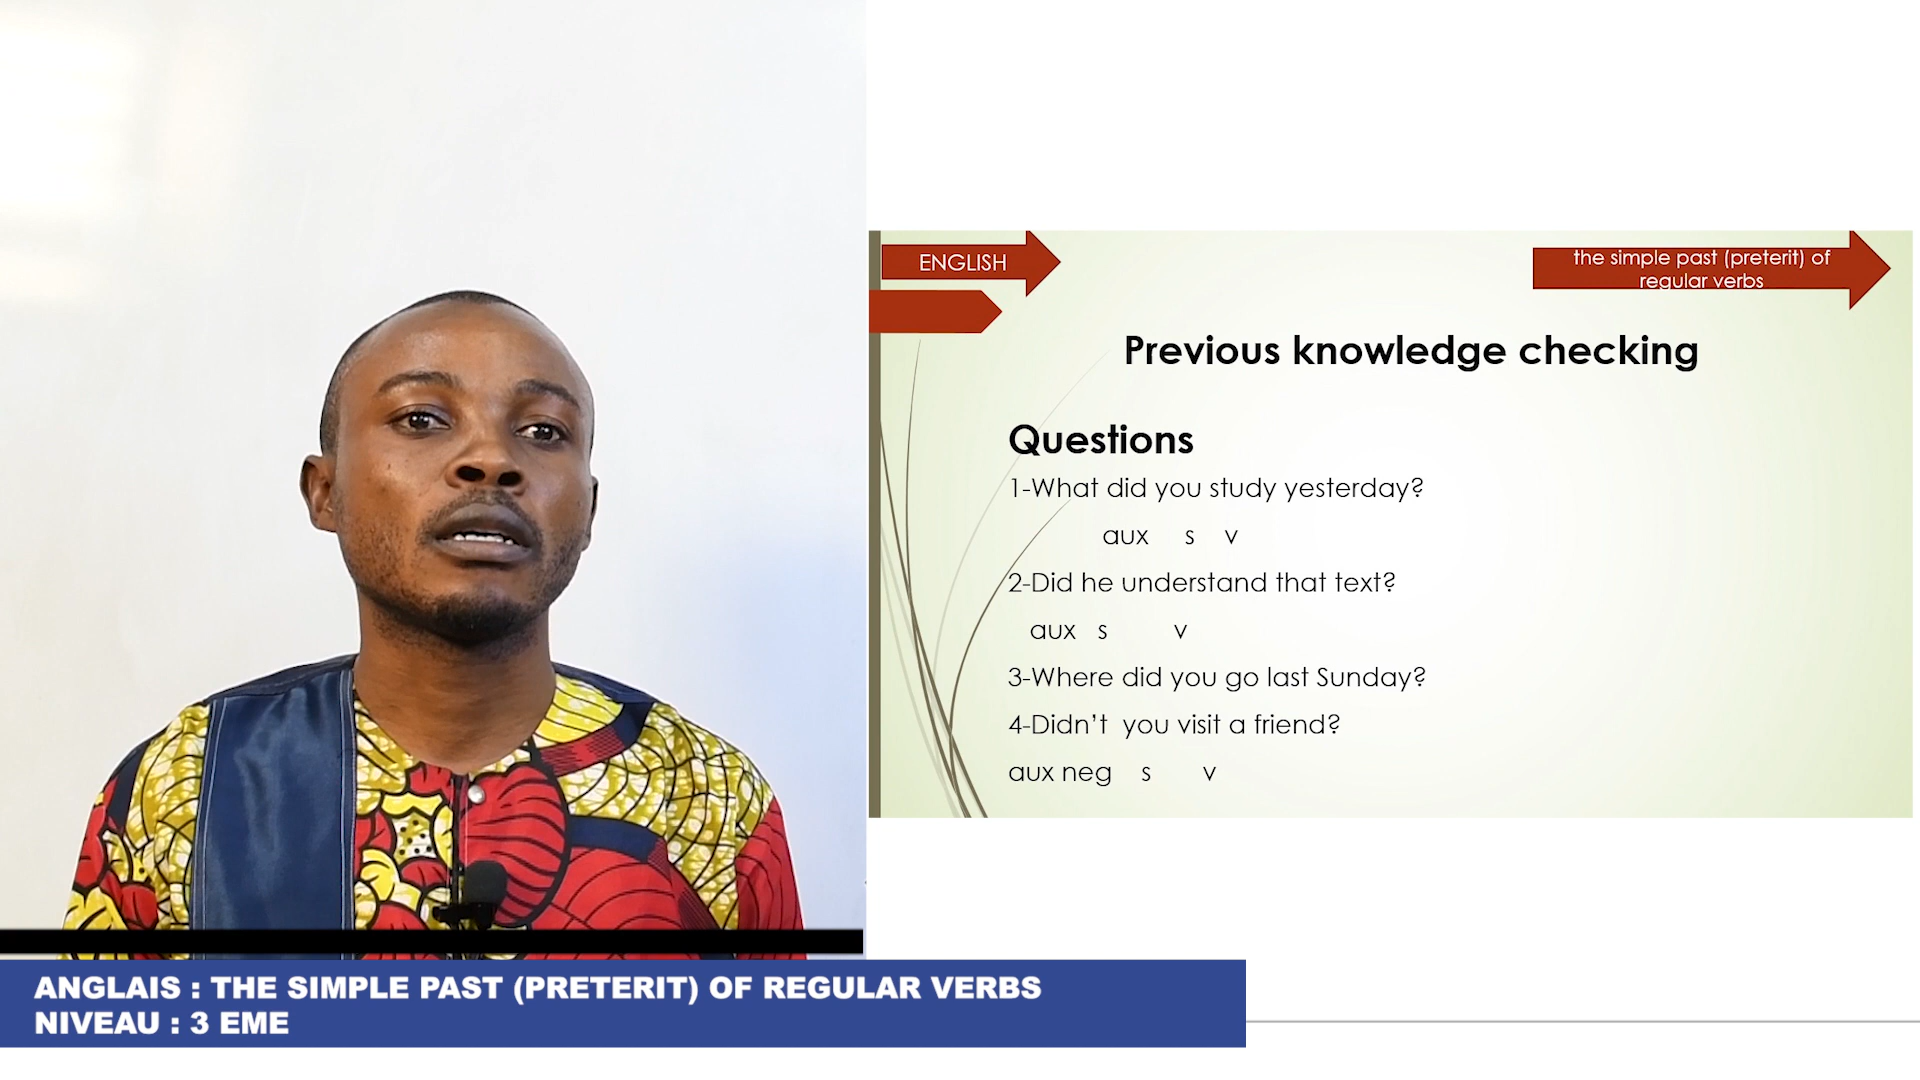 ENGLISH
the simple past (preterit) of
regular verbs
Previous knowledge checking
Questions
1-What did you study yesterday?
aux s v
2-Did he understand that text?
aux s v
3-Where did you go last Sunday?
4-Didn’t you visit a friend?
aux neg s v
ANGLAIS : THE SIMPLE PAST (PRETERIT) OF REGULAR VERBS
NIVEAU : 3 EME